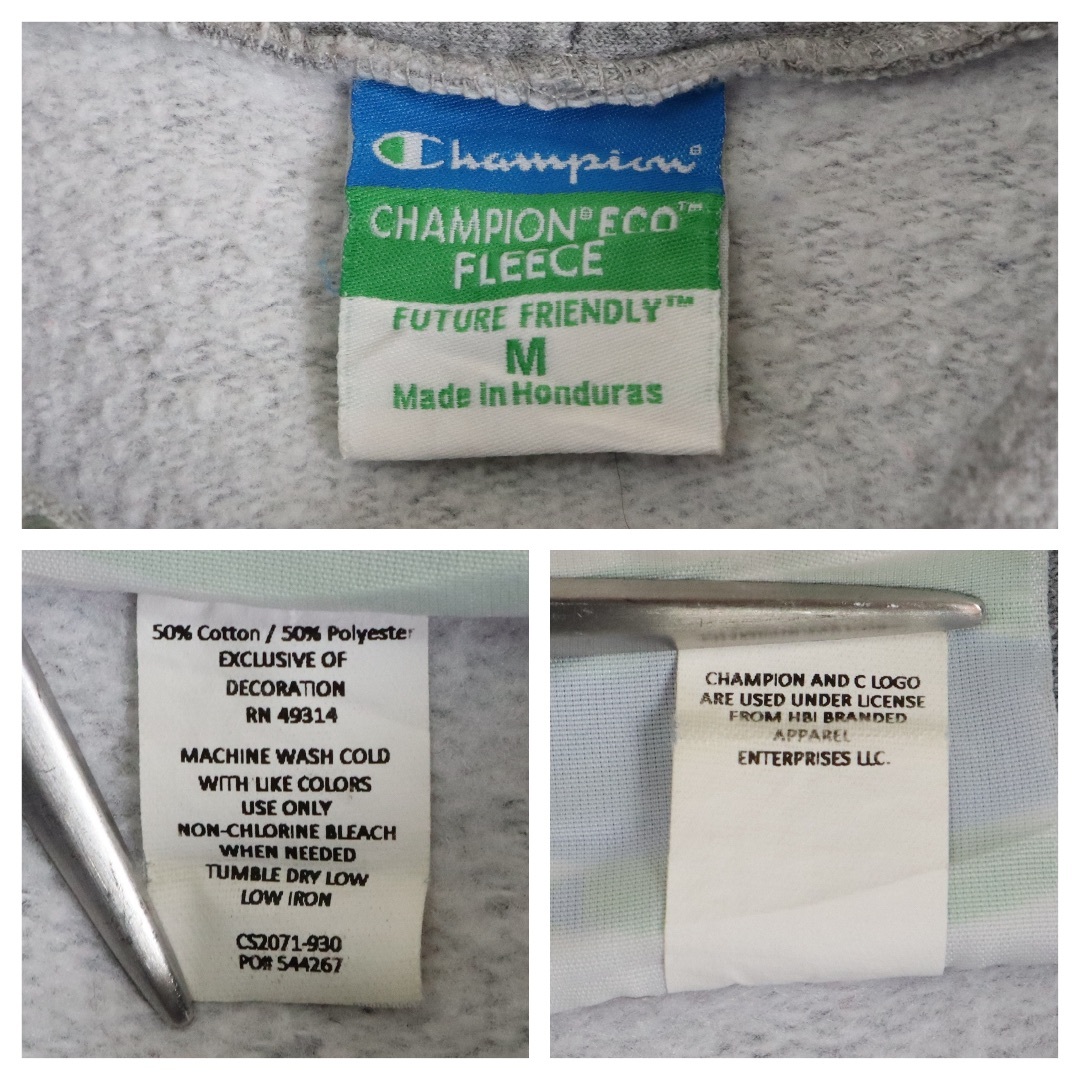 Champion®
CHAMPION® ECO™
FLEECE
FUTURE FRIENDLY™
M
Made in Honduras
50% Cotton / 50% Polyester
EXCLUSIVE OF
DECORATION
RN 49314
MACHINE WASH COLD
WITH LIKE COLORS
USE ONLY
NON-CHLORINE BLEACH
WHEN NEEDED
TUMBLE DRY LOW
LOW IRON
CS2071-930
PO# 544267
CHAMPION AND C LOGO
ARE USED UNDER LICENSE
FROM HBI BRANDED
APPAREL
ENTERPRISES LLC.